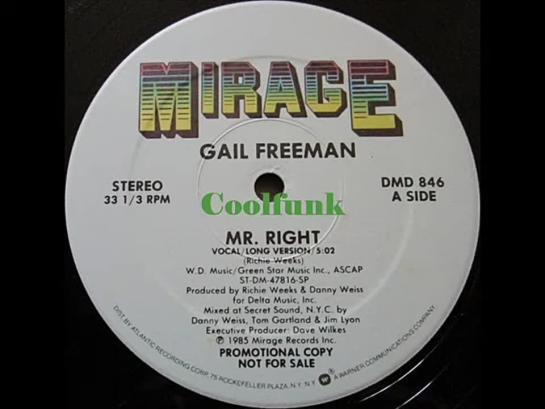 MIRAGE
GAIL FREEMAN
STEREO
33 1/3 RPM
DMD 846
A SIDE
Coolfunk
MR. RIGHT
VOCAL/LONG VERSION/5:02
(Richie Weeks)
W.D. Music/Green Star Music Inc., ASCAP
ST-DM-47816-SP
Produced by Richie Weeks & Danny Weiss
for Delta Music, Inc.
Mixed at Secret Sound, N.Y.C. by
Danny Weiss, Tom Gartland & Jim Lyon
Executive Producer: Dave Wilkes
℗ 1985 Mirage Records Inc.
PROMOTIONAL COPY
NOT FOR SALE
DIST. BY ATLANTIC RECORDING CORP. 75 ROCKEFELLER PLAZA, N.Y. N.Y. A WARNER COMMUNICATIONS COMPANY